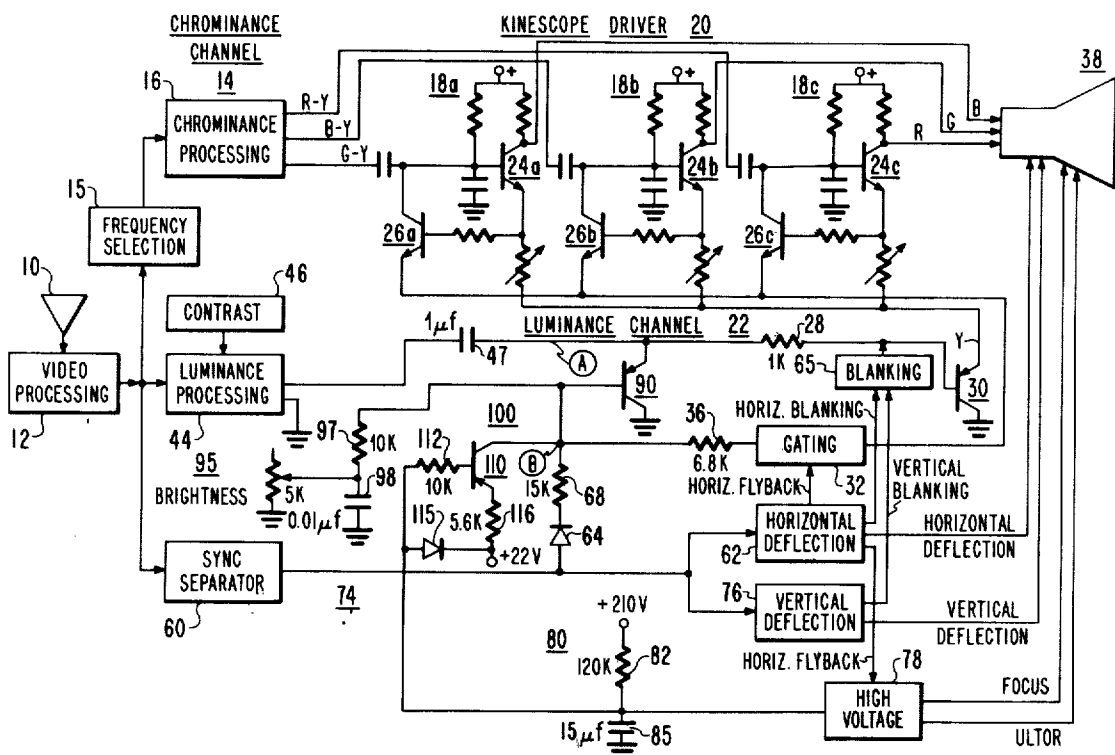 CHROMINANCE
CHANNEL
14
KINESCOPE DRIVER 20
16
CHROMINANCE
PROCESSING
R-Y
B-Y
G-Y
18a
+
18b
+
18c
+
38
B
G
R
24a
24b
24c
15
FREQUENCY
SELECTION
26a
26b
26c
10
46
CONTRAST
1μf
47
A
LUMINANCE CHANNEL 22
28
1K
65
BLANKING
Y
30
VIDEO
PROCESSING
12
LUMINANCE
PROCESSING
44
90
HORIZ. BLANKING
VERTICAL
BLANKING
97
10K
100
112
10K
110
B
36
6.8K
GATING
32
HORIZ. FLYBACK
95
BRIGHTNESS
5K
98
0.01μf
15K
68
115
5.6K
116
64
+22V
HORIZONTAL
DEFLECTION
62
HORIZONTAL
DEFLECTION
SYNC
SEPARATOR
60
74
76
VERTICAL
DEFLECTION
VERTICAL
DEFLECTION
+210V
80
120K
82
HORIZ. FLYBACK
78
HIGH
VOLTAGE
FOCUS
ULTOR
15μf
85